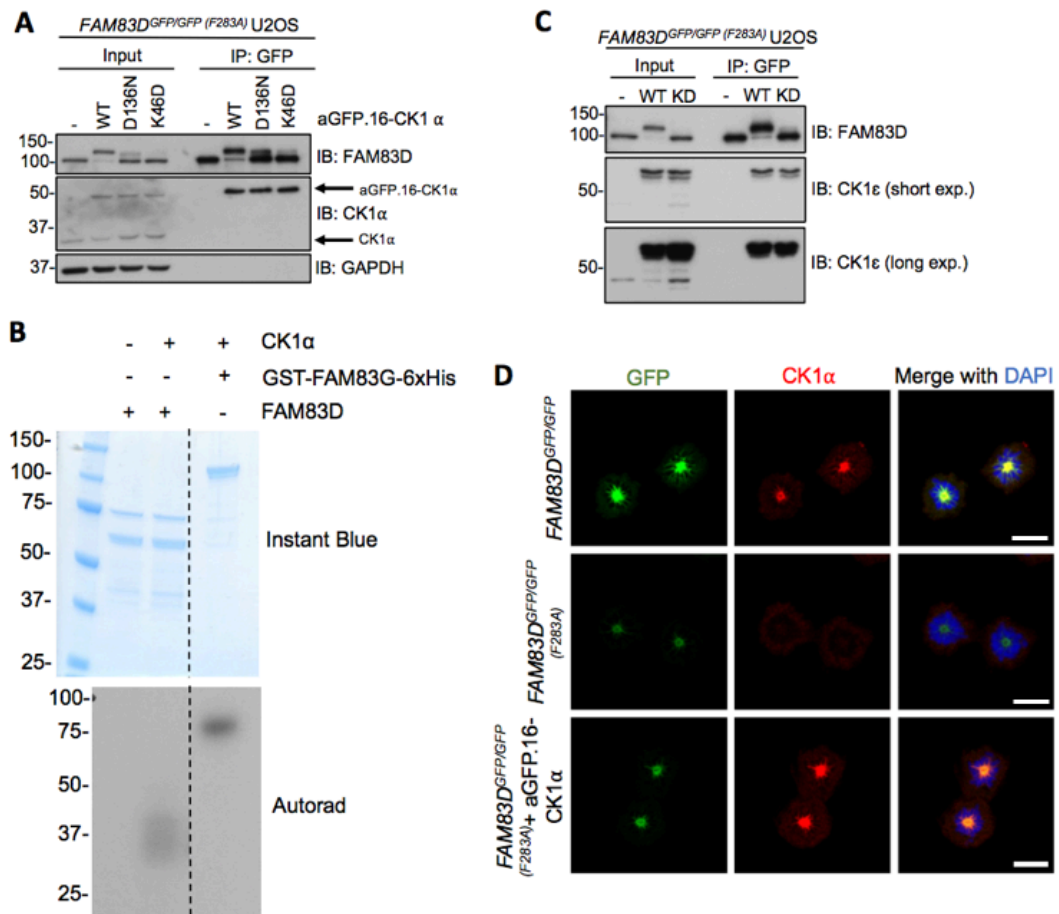 A
FAM83D^GFP/GFP (F283A) U2OS
Input IP: GFP
- WT D136N K46D - WT D136N K46D aGFP.16-CK1 α
150-
100-
IB: FAM83D
50-
aGFP.16-CK1α
IB: CK1α
37-
CK1α
37-
IB: GAPDH
B
- + + CK1α
- - + GST-FAM83G-6xHis
+ + - FAM83D
150-
100-
75-
50-
37-
25-
Instant Blue
100-
75-
50-
37-
25-
Autorad
C
FAM83D^GFP/GFP (F283A) U2OS
Input IP: GFP
- WT KD - WT KD
150-
100-
IB: FAM83D
50-
IB: CK1ε (short exp.)
50-
IB: CK1ε (long exp.)
D
GFP CK1α Merge with DAPI
FAM83D^GFP/GFP
FAM83D^GFP/GFP
(F283A)
FAM83D^GFP/GFP
(F283A)+ aGFP.16-
CK1α